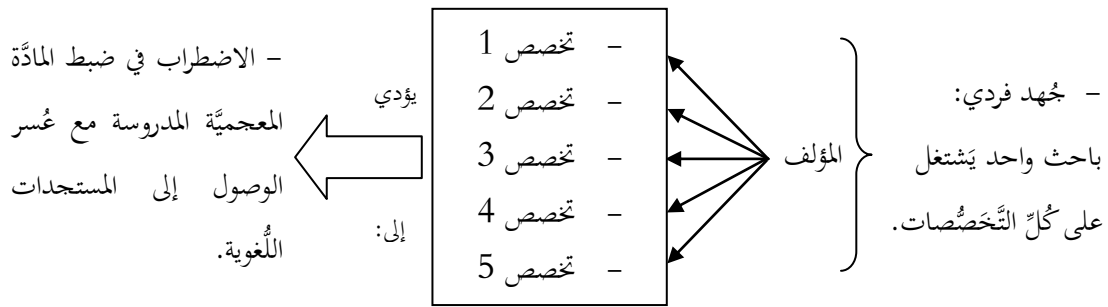 – جُهد فردي:
باحث واحد يَشتغل
على كُلِّ التَّخَصُّصات.
المؤلف
– تخصص 1
– تخصص 2
– تخصص 3
– تخصص 4
– تخصص 5
يؤدي
إلى:
– الاضطراب في ضبط المادَّة
المعجميَّة المدروسة مع عُسر
الوصول إلى المستجدات
اللُّغوية.